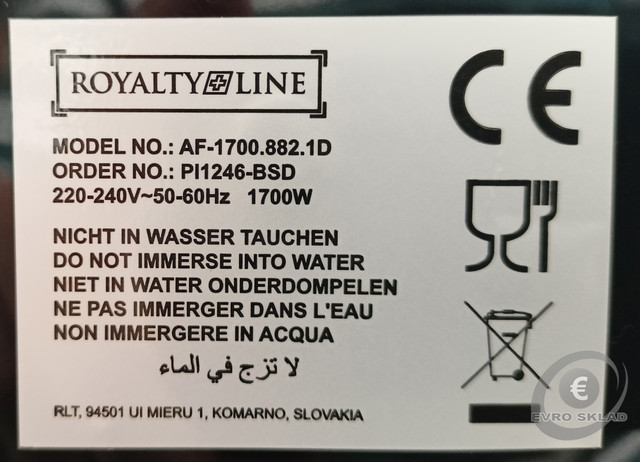 ROYALTY LINE
MODEL NO.: AF-1700.882.1D
ORDER NO.: PI1246-BSD
220-240V~50-60Hz 1700W
NICHT IN WASSER TAUCHEN
DO NOT IMMERSE INTO WATER
NIET IN WATER ONDERDOMPELEN
NE PAS IMMERGER DANS L'EAU
NON IMMERGERE IN ACQUA
لا تزج في الماء
RLT, 94501 UI MIERU 1, KOMARNO, SLOVAKIA
CE
€
EVRO SKLAD